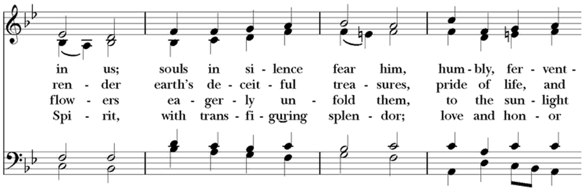 in us; souls in si - lence fear him, hum - bly, fer - vent -
ren - der earth's de - ceit - ful trea - sures, pride of life, and
flow - ers ea - ger - ly un - fold them, to the sun - light
Spi - rit, with trans - fi - guring splen - dor; love and hon - or